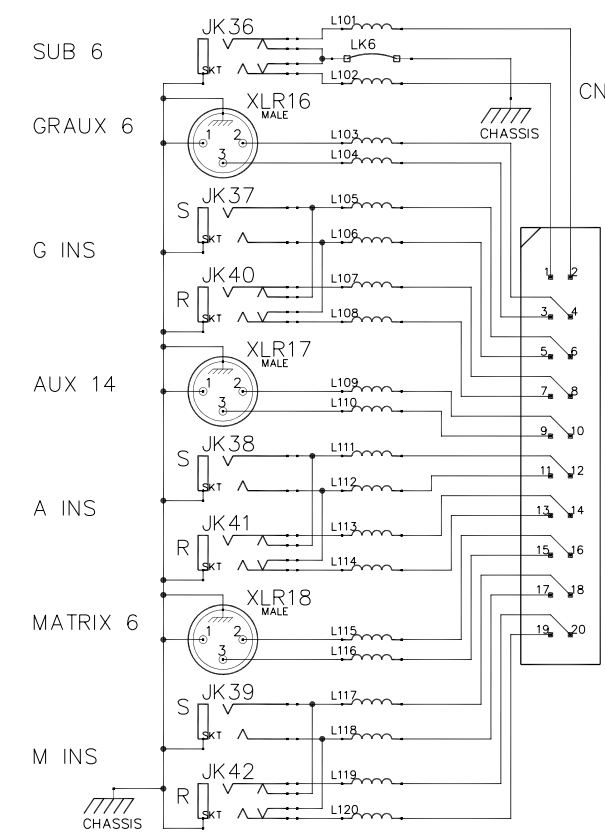 JK36
L101
SUB 6
LK6
SKT
L102
CN
XLR16
MALE
GRAUX 6
1 2
3
L103
L104
CHASSIS
JK37
S
L105
SKT
L106
G INS
JK40
1 2
R
L107
SKT
L108
3 4
XLR17
MALE
5 6
AUX 14
1 2
3
L109
L110
7 8
JK38
9 10
S
L111
SKT
L112
11 12
A INS
JK41
R
L113
13 14
SKT
L114
15 16
XLR18
MALE
17 18
MATRIX 6
1 2
3
L115
L116
19 20
JK39
S
L117
SKT
L118
M INS
JK42
R
L119
SKT
L120
CHASSIS